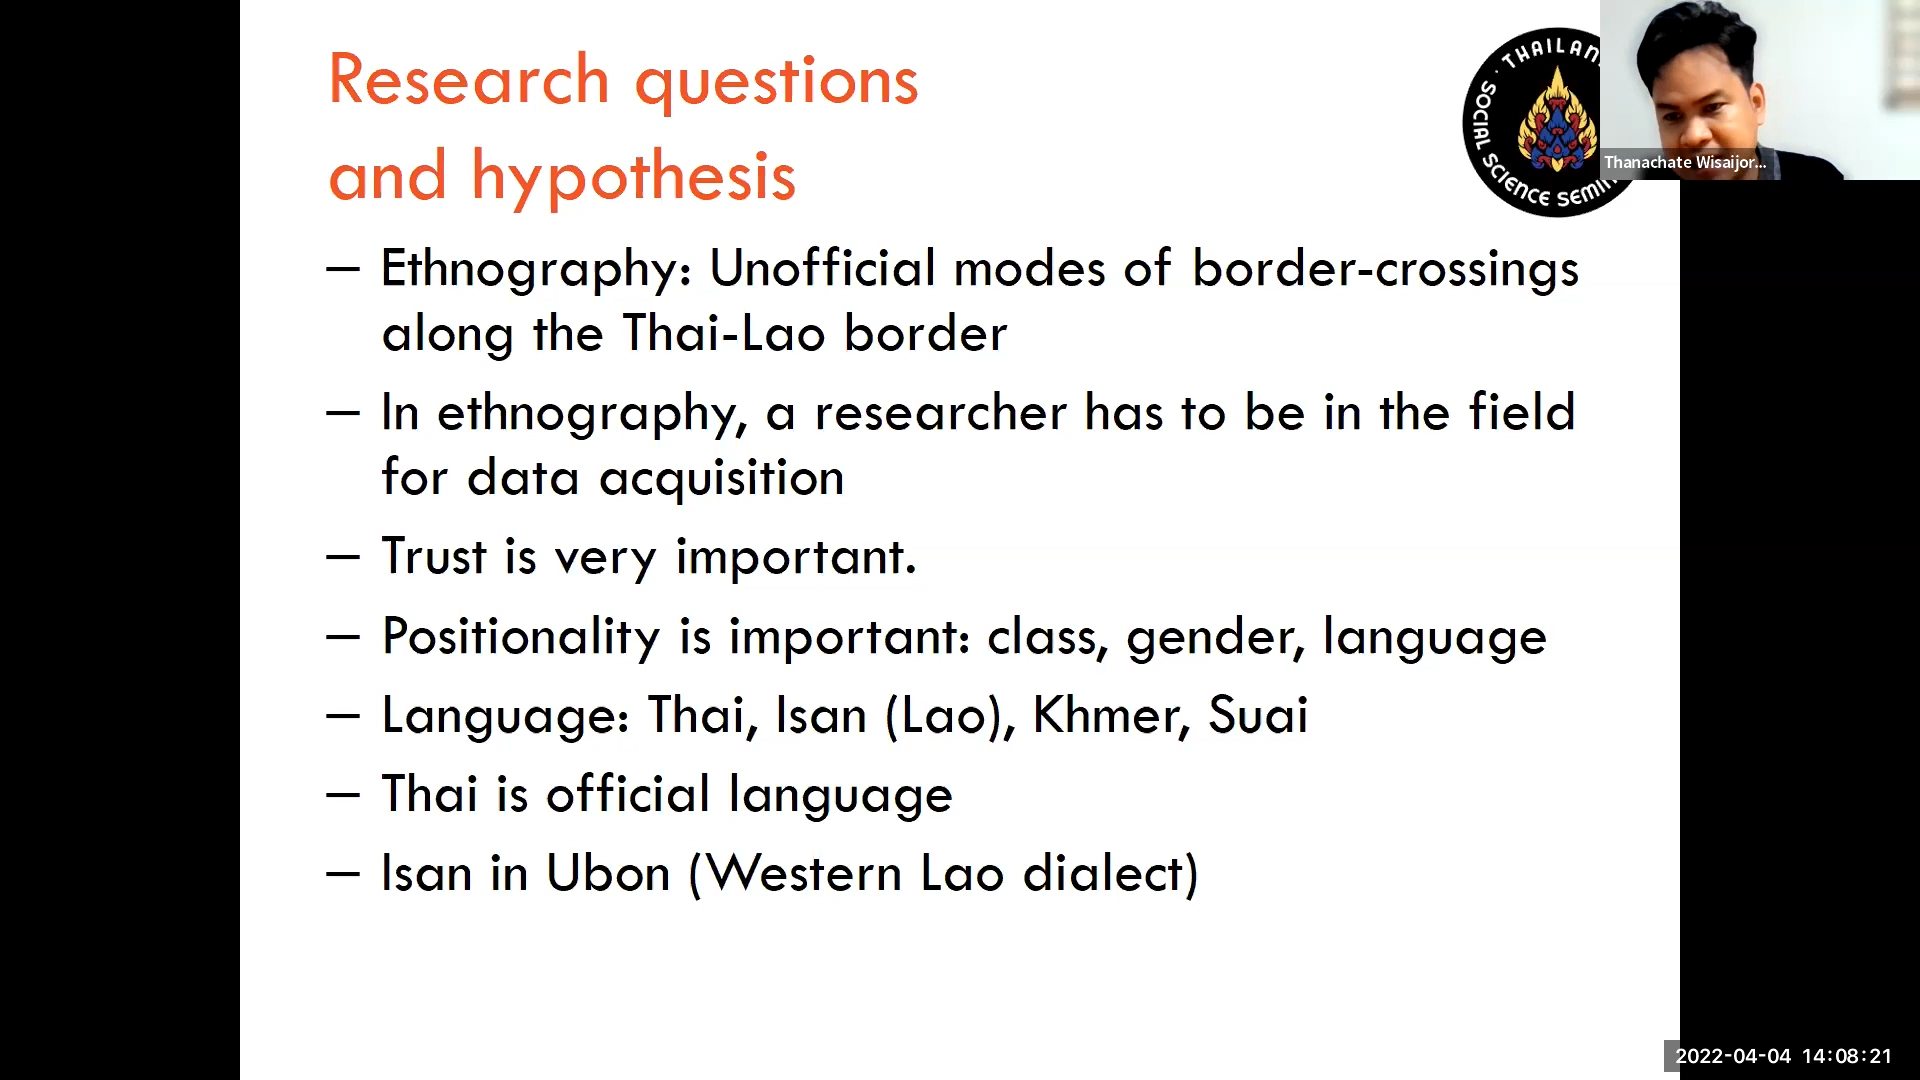 Research questions
and hypothesis
– Ethnography: Unofficial modes of border-crossings
along the Thai-Lao border
– In ethnography, a researcher has to be in the field
for data acquisition
– Trust is very important.
– Positionality is important: class, gender, language
– Language: Thai, Isan (Lao), Khmer, Suai
– Thai is official language
– Isan in Ubon (Western Lao dialect)
· THAILAN
SOCIAL SCIENCE SEMIN
Thanachate Wisaijor...
2022-04-04 14:08:21